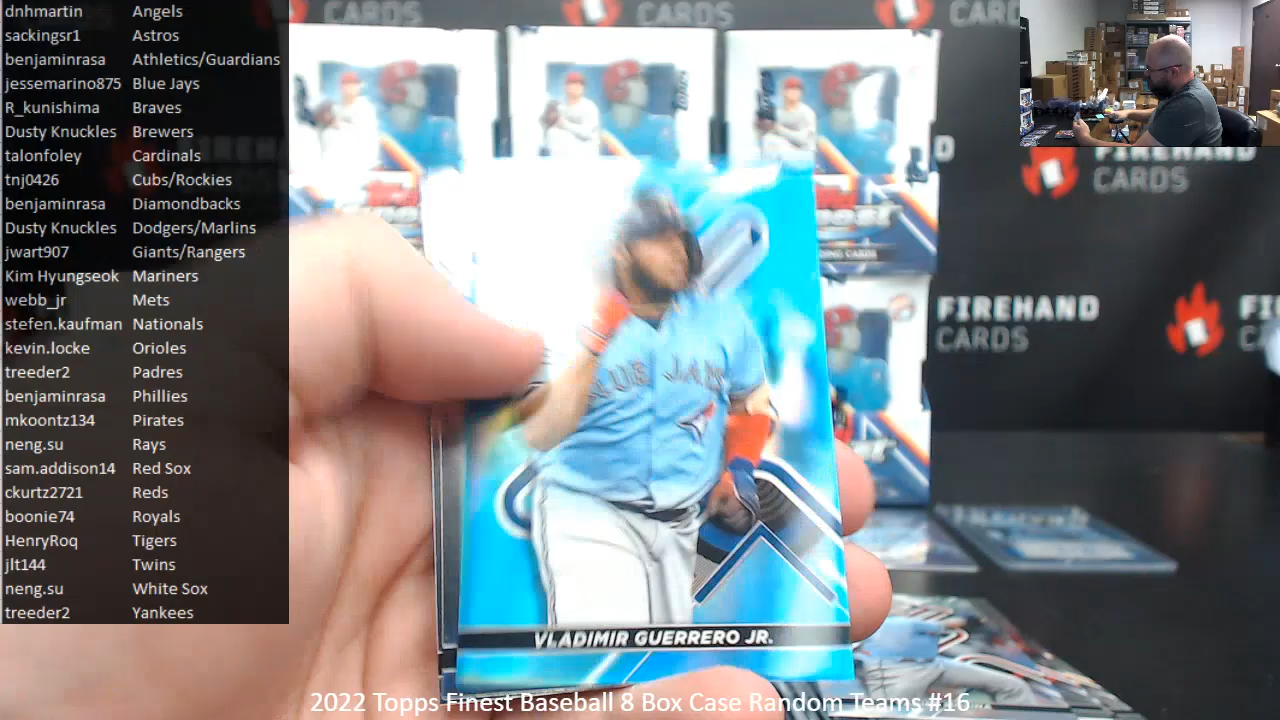 dnhmartin Angels
sackingsr1 Astros
benjaminrasa Athletics/Guardians
jessemarino875 Blue Jays
R_kunishima Braves
Dusty Knuckles Brewers
talonfoley Cardinals
tnj0426 Cubs/Rockies
benjaminrasa Diamondbacks
Dusty Knuckles Dodgers/Marlins
jwart907 Giants/Rangers
Kim Hyungseok Mariners
webb_jr Mets
stefen.kaufman Nationals
kevin.locke Orioles
treeder2 Padres
benjaminrasa Phillies
mkoontz134 Pirates
neng.su Rays
sam.addison14 Red Sox
ckurtz2721 Reds
boonie74 Royals
HenryRoq Tigers
jlt144 Twins
neng.su White Sox
treeder2 Yankees
CARDS
CARDS
FIREHAND
CARDS
FIREHAND
CARDS
BLUE JAYS
VLADIMIR GUERRERO JR.
2022 Topps Finest Baseball 8 Box Case Random Teams #16